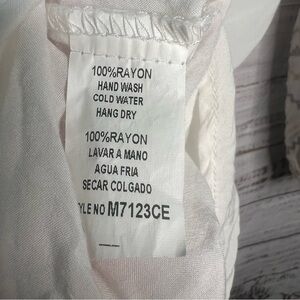 100%RAYON
HAND WASH
COLD WATER
HANG DRY
100%RAYON
LAVAR A MANO
AGUA FRIA
SECAR COLGADO
YLE NO M7123CE